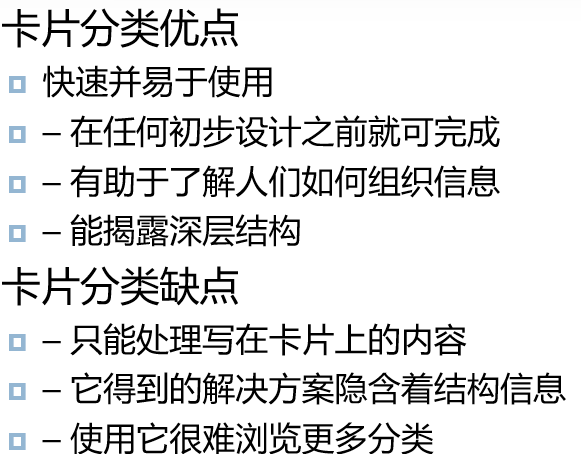 卡片分类优点
快速并易于使用
– 在任何初步设计之前就可完成
– 有助于了解人们如何组织信息
– 能揭露深层结构
卡片分类缺点
– 只能处理写在卡片上的内容
– 它得到的解决方案隐含着结构信息
– 使用它很难浏览更多分类